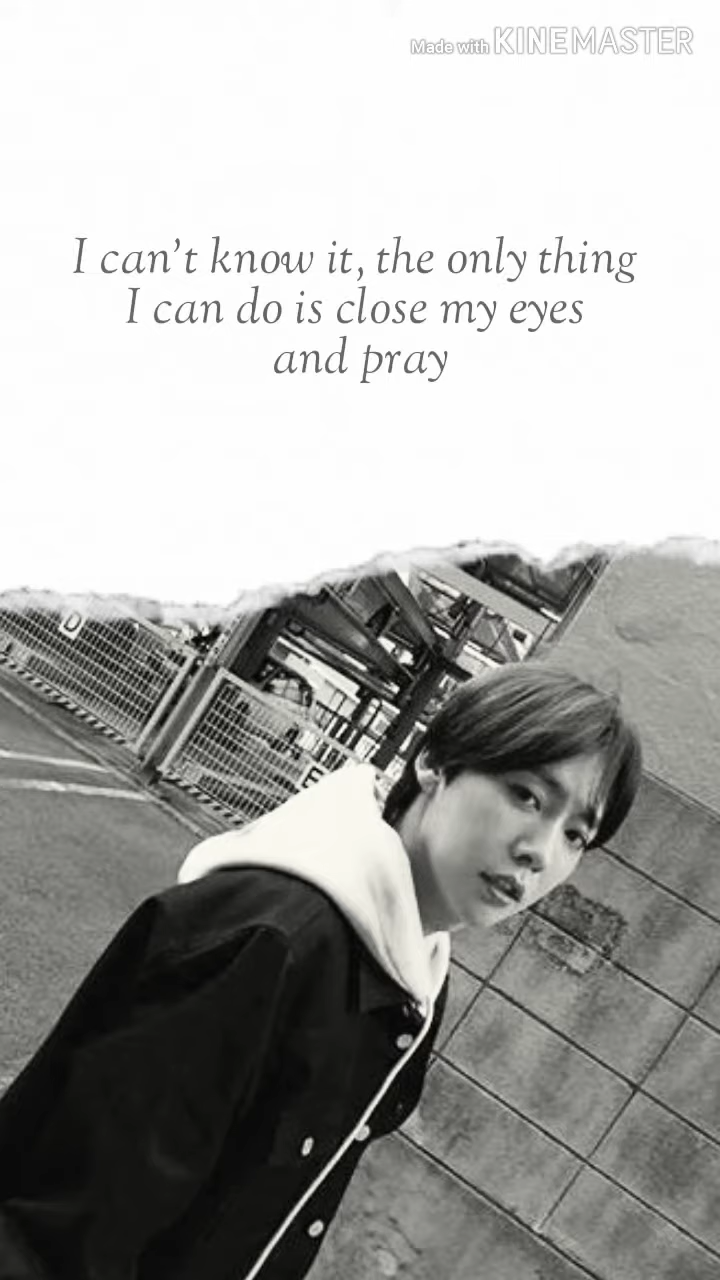 Made with KINEMASTER
I can't know it, the only thing
I can do is close my eyes
and pray
D
E